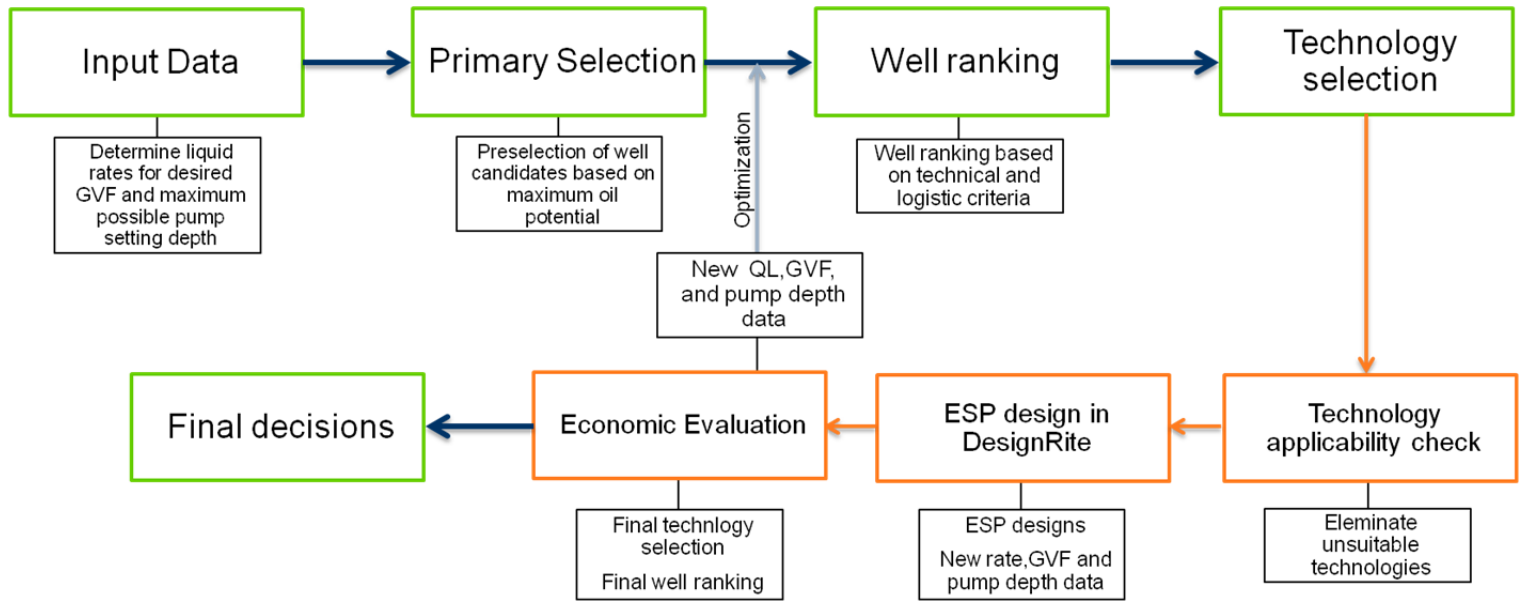 Input Data
Primary Selection
Well ranking
Technology
selection
Determine liquid
rates for desired
GVF and maximum
possible pump
setting depth
Preselection of well
candidates based on
maximum oil
potential
Optimization
Well ranking based
on technical and
logistic criteria
New QL,GVF,
and pump depth
data
Final decisions
Economic Evaluation
ESP design in
DesignRite
Technology
applicability check
Final technlogy
selection
Final well ranking
ESP designs
New rate,GVF and
pump depth data
Eleminate
unsuitable
technologies